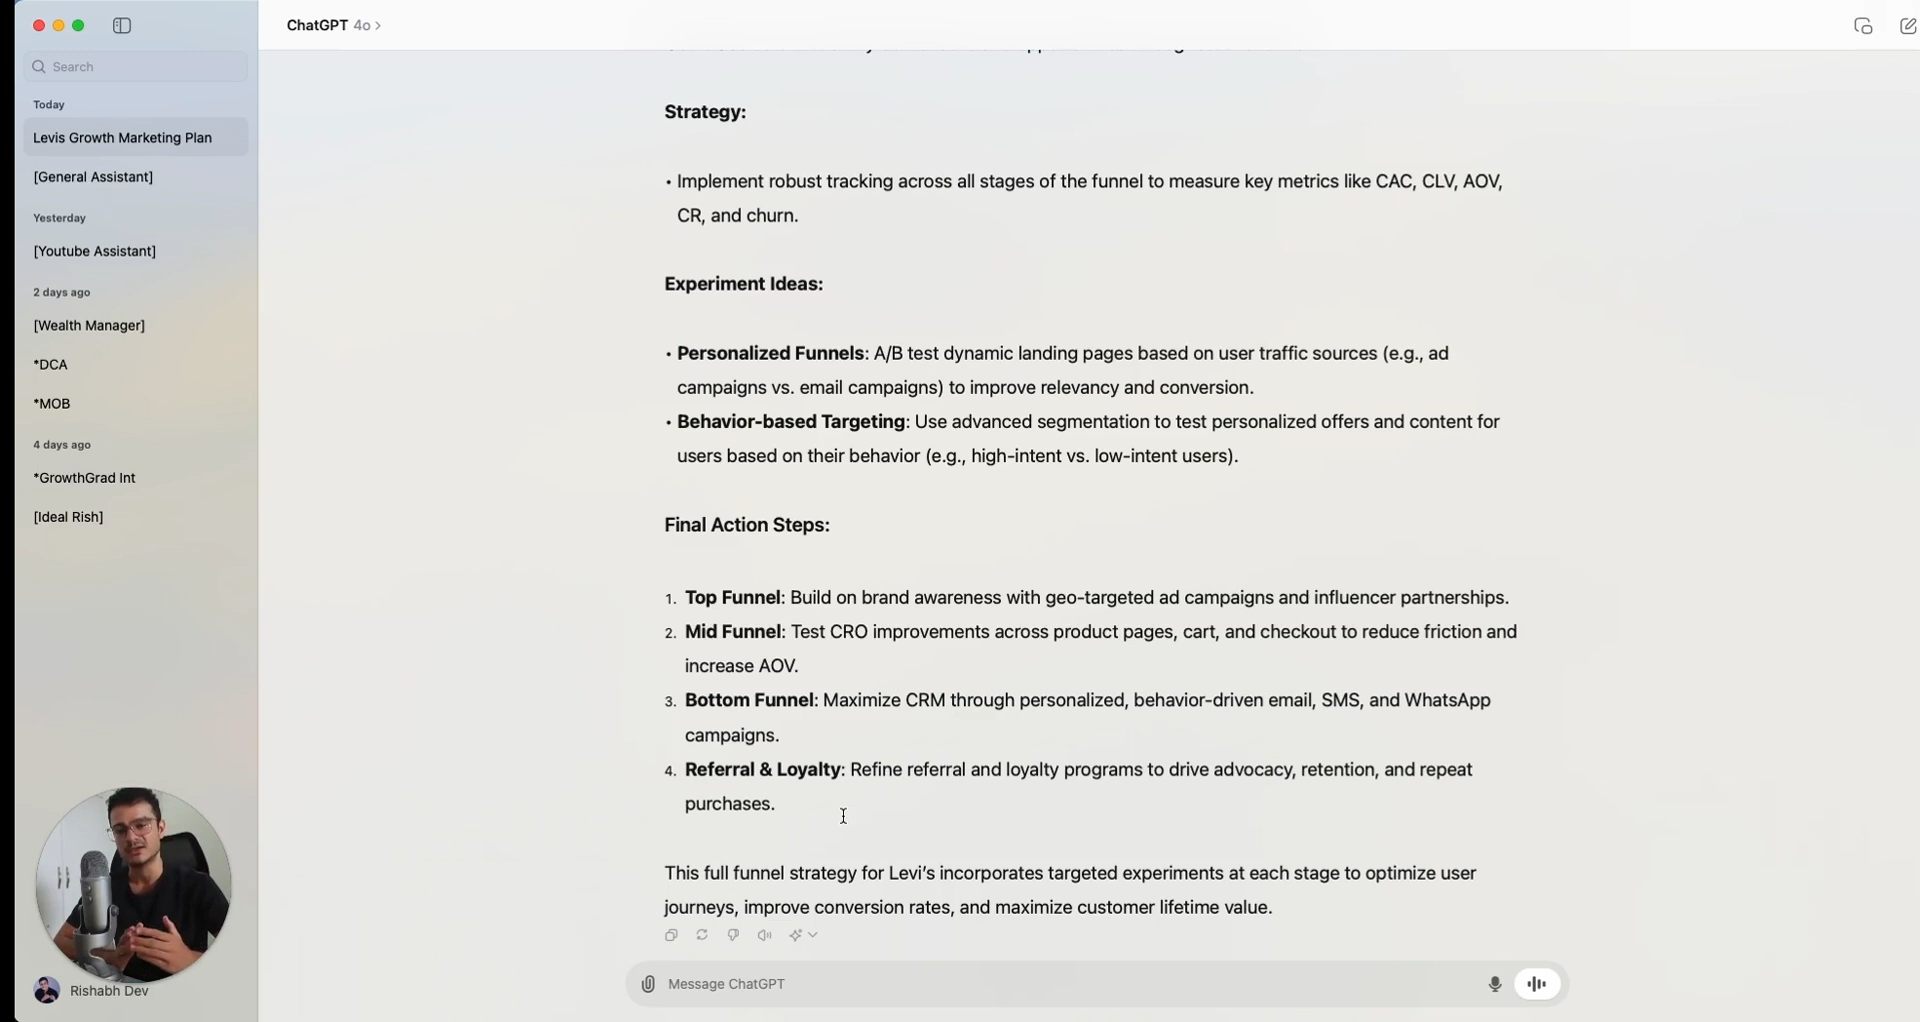 ChatGPT 4o >
Search
Today
Levis Growth Marketing Plan
[General Assistant]
Yesterday
[Youtube Assistant]
2 days ago
[Wealth Manager]
*DCA
*MOB
4 days ago
*GrowthGrad Int
[Ideal Rish]
Rishabh Dev
Strategy:
• Implement robust tracking across all stages of the funnel to measure key metrics like CAC, CLV, AOV,
CR, and churn.
Experiment Ideas:
• Personalized Funnels: A/B test dynamic landing pages based on user traffic sources (e.g., ad
campaigns vs. email campaigns) to improve relevancy and conversion.
• Behavior-based Targeting: Use advanced segmentation to test personalized offers and content for
users based on their behavior (e.g., high-intent vs. low-intent users).
Final Action Steps:
1. Top Funnel: Build on brand awareness with geo-targeted ad campaigns and influencer partnerships.
2. Mid Funnel: Test CRO improvements across product pages, cart, and checkout to reduce friction and
increase AOV.
3. Bottom Funnel: Maximize CRM through personalized, behavior-driven email, SMS, and WhatsApp
campaigns.
4. Referral & Loyalty: Refine referral and loyalty programs to drive advocacy, retention, and repeat
purchases.
This full funnel strategy for Levi’s incorporates targeted experiments at each stage to optimize user
journeys, improve conversion rates, and maximize customer lifetime value.
Message ChatGPT